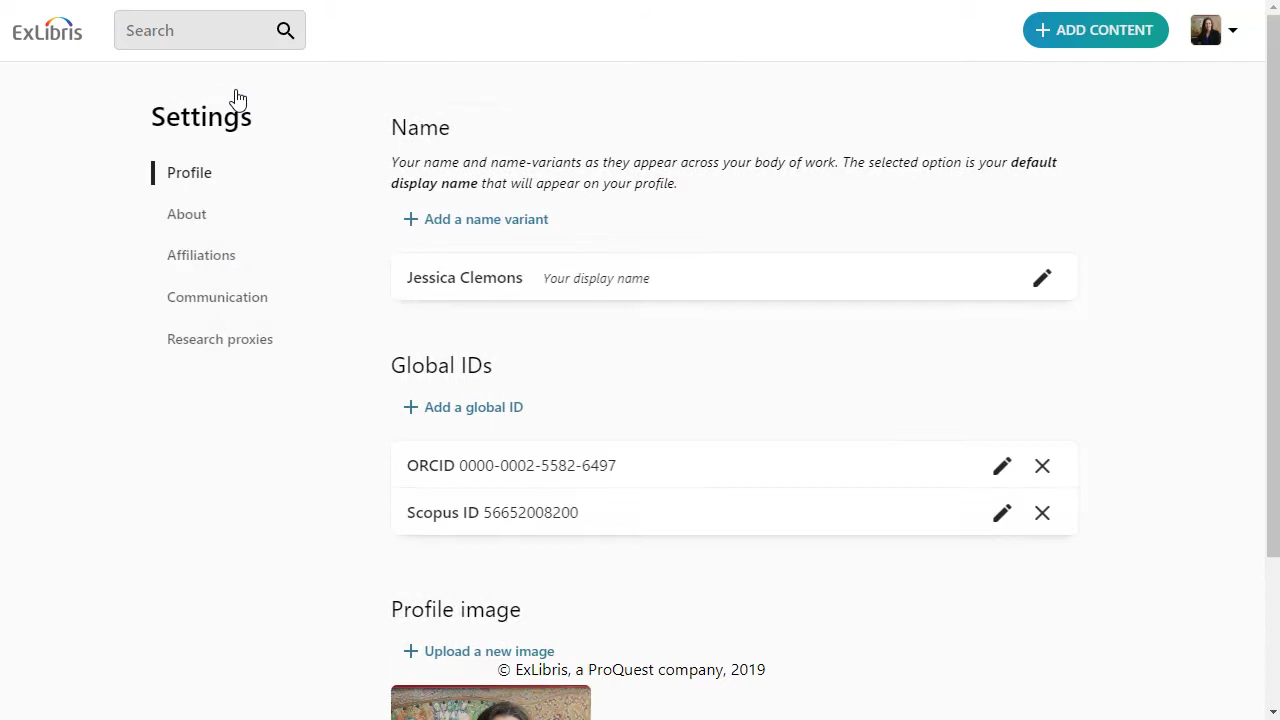 ExLibris
Search
ADD CONTENT
Settings
Profile
About
Affiliations
Communication
Research proxies
Name
Your name and name-variants as they appear across your body of work. The selected option is your default
display name that will appear on your profile.
Add a name variant
Jessica Clemons Your display name
Global IDs
Add a global ID
ORCID 0000-0002-5582-6497
Scopus ID 56652008200
Profile image
Upload a new image
© ExLibris, a ProQuest company, 2019